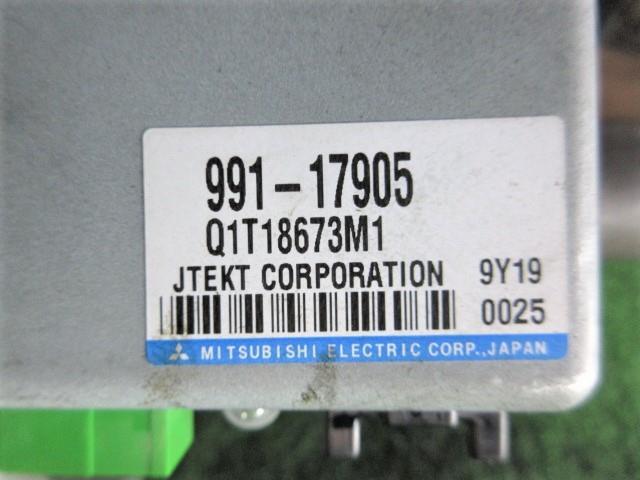 991-17905
Q1T18673M1
JTEKT CORPORATION 9Y19
0025
MITSUBISHI ELECTRIC CORP.,JAPAN